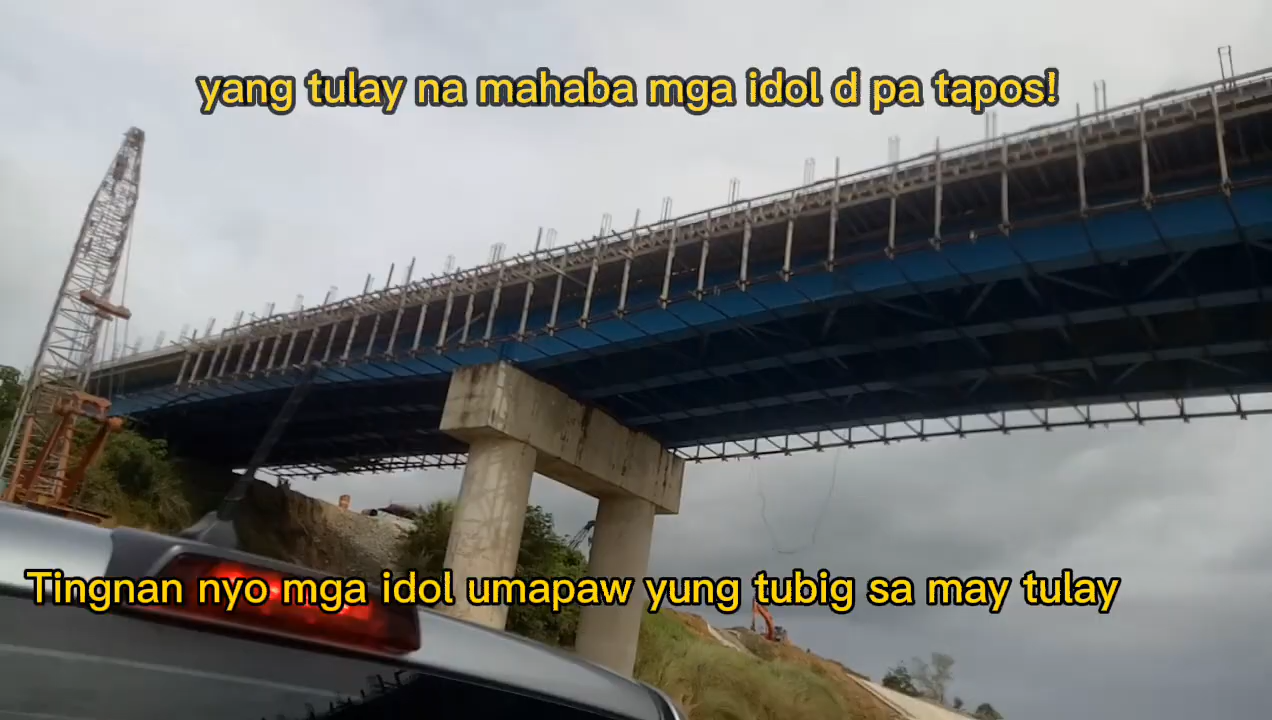 yang tulay na mahaba mga idol d pa tapos!
Tingnan nyo mga idol umapaw yung tubig sa may tulay